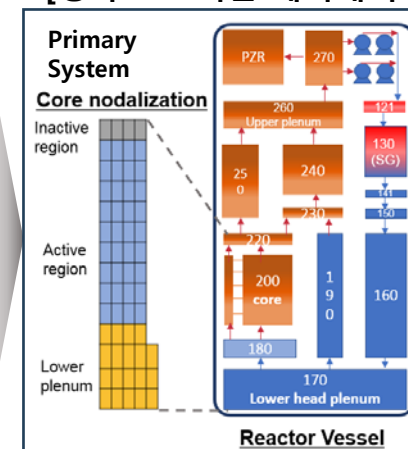 Primary
System
Core nodalization
Inactive
region
Active
region
Lower
plenum
PZR
270
260
Upper plenum
121
130
(SG)
141
150
25
0
240
230
220
200
core
1
9
0
160
180
170
Lower head plenum
Reactor Vessel